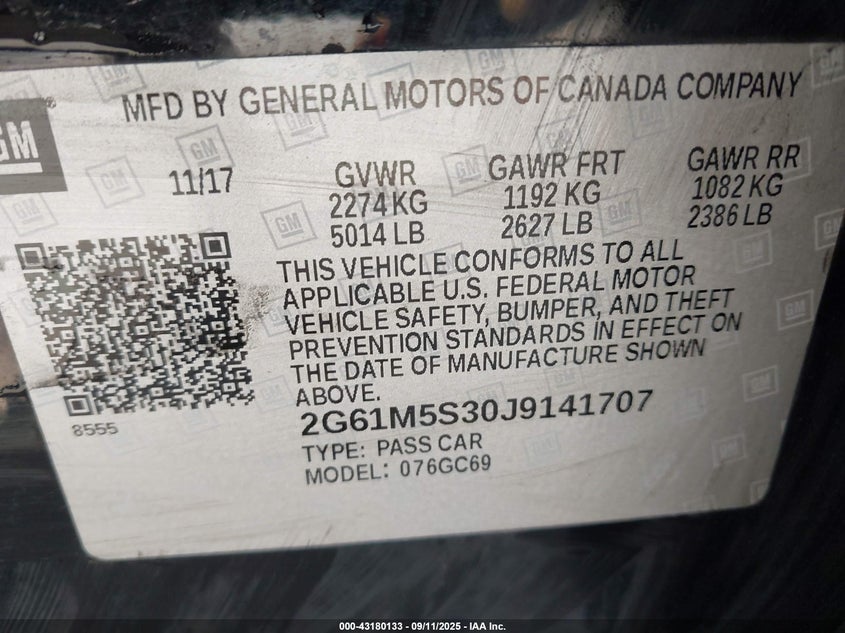 GM
MFD BY GENERAL MOTORS OF CANADA COMPANY
11/17
GVWR
2274 KG
5014 LB
GAWR FRT
1192 KG
2627 LB
GAWR RR
1082 KG
2386 LB
THIS VEHICLE CONFORMS TO ALL
APPLICABLE U.S. FEDERAL MOTOR
VEHICLE SAFETY, BUMPER, AND THEFT
PREVENTION STANDARDS IN EFFECT ON
THE DATE OF MANUFACTURE SHOWN
ABOVE.
8555
2G61M5S30J9141707
TYPE: PASS CAR
MODEL: 076GC69
000-43180133 - 09/11/2025 - IAA Inc.